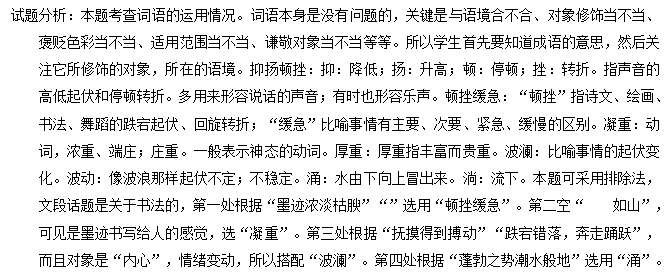 试题分析：本题考查词语的运用情况。词语本身是没有问题的，关键是与语境合不合、对象修饰当不当、
褒贬色彩当不当、适用范围当不当、谦敬对象当不当等等。所以学生首先要知道成语的意思，然后关
注它所修饰的对象，所在的语境。抑扬顿挫：抑：降低；扬：升高；顿：停顿；挫：转折。指声音的
高低起伏和停顿转折。多用来形容说话的声音；有时也形容乐声。顿挫缓急：“顿挫”指诗文、绘画、
书法、舞蹈的跌宕起伏、回旋转折；“缓急”比喻事情有主要、次要、紧急、缓慢的区别。凝重：动
词，浓重、端庄；庄重。一般表示神态的动词。厚重：厚重指丰富而贵重。波澜：比喻事情的起伏变
化。波动：像波浪那样起伏不定；不稳定。涌：水由下向上冒出来。淌：流下。本题可采用排除法，
文段话题是关于书法的，第一处根据“墨迹浓淡枯腴”“”选用“顿挫缓急”。第二空“　　如山”，
可见是墨迹书写给人的感觉，选“凝重”。第三处根据“抚摸得到搏动”“跌宕错落，奔走踊跃”，
而且对象是“内心”，情绪变动，所以搭配“波澜”。第四处根据“蓬勃之势潮水般地”选用“涌”。